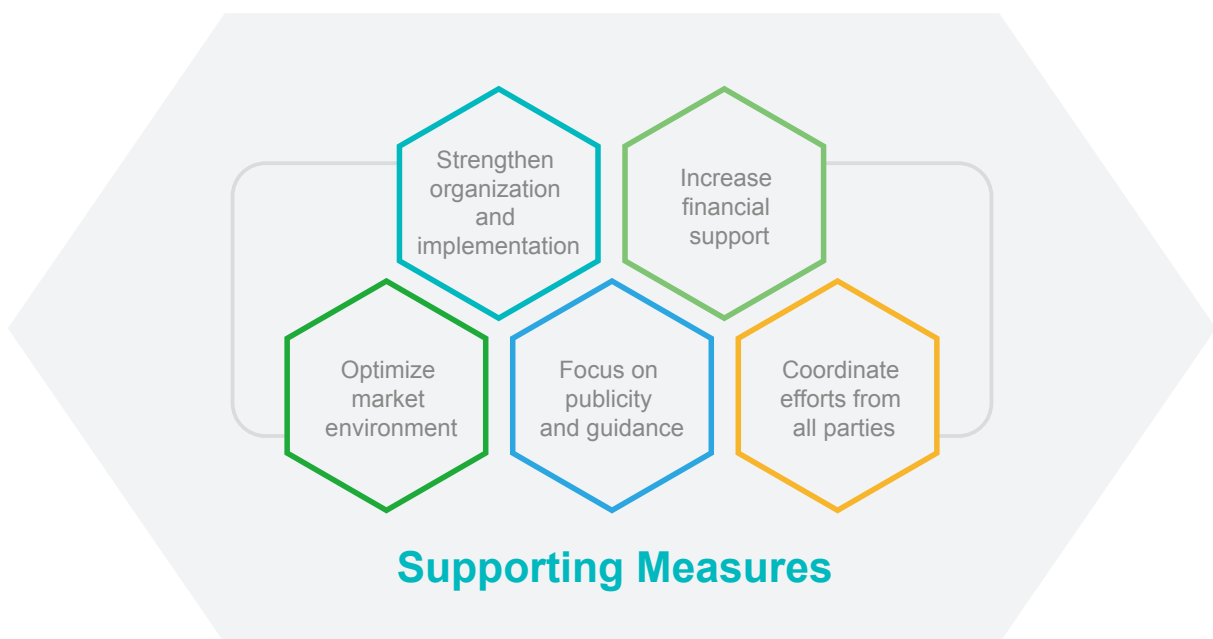 Strengthen
organization
and
implementation
Increase
financial
support
Optimize
market
environment
Focus on
publicity
and guidance
Coordinate
efforts from
all parties
Supporting Measures